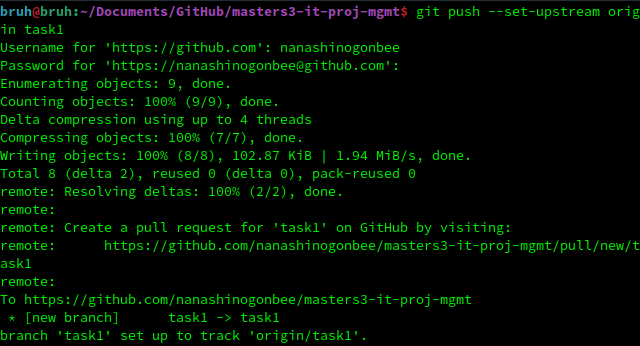 bruh@bruh:~/Documents/GitHub/masters3-it-proj-mgmt$ git push --set-upstream orig
in task1
Username for 'https://github.com': nanashinogonbee
Password for 'https://nanashinogonbee@github.com':
Enumerating objects: 9, done.
Counting objects: 100% (9/9), done.
Delta compression using up to 4 threads
Compressing objects: 100% (7/7), done.
Writing objects: 100% (8/8), 102.87 KiB | 1.94 MiB/s, done.
Total 8 (delta 2), reused 0 (delta 0), pack-reused 0
remote: Resolving deltas: 100% (2/2), done.
remote:
remote: Create a pull request for 'task1' on GitHub by visiting:
remote:      https://github.com/nanashinogonbee/masters3-it-proj-mgmt/pull/new/t
ask1
remote:
To https://github.com/nanashinogonbee/masters3-it-proj-mgmt
 * [new branch]      task1 -> task1
branch 'task1' set up to track 'origin/task1'.